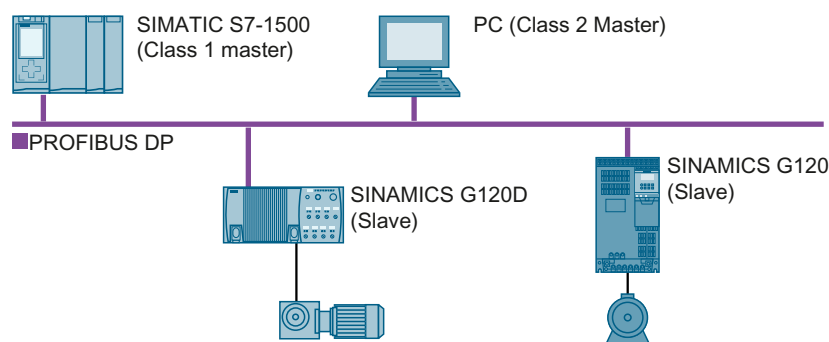 SIMATIC S7-1500
(Class 1 master)
PC (Class 2 Master)
PROFIBUS DP
SINAMICS G120D
(Slave)
SINAMICS G120
(Slave)